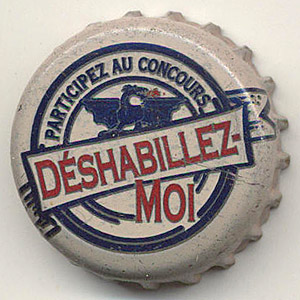 PARTICIPEZ AU CONCOURS
DÉSHABILLEZ-
MOI